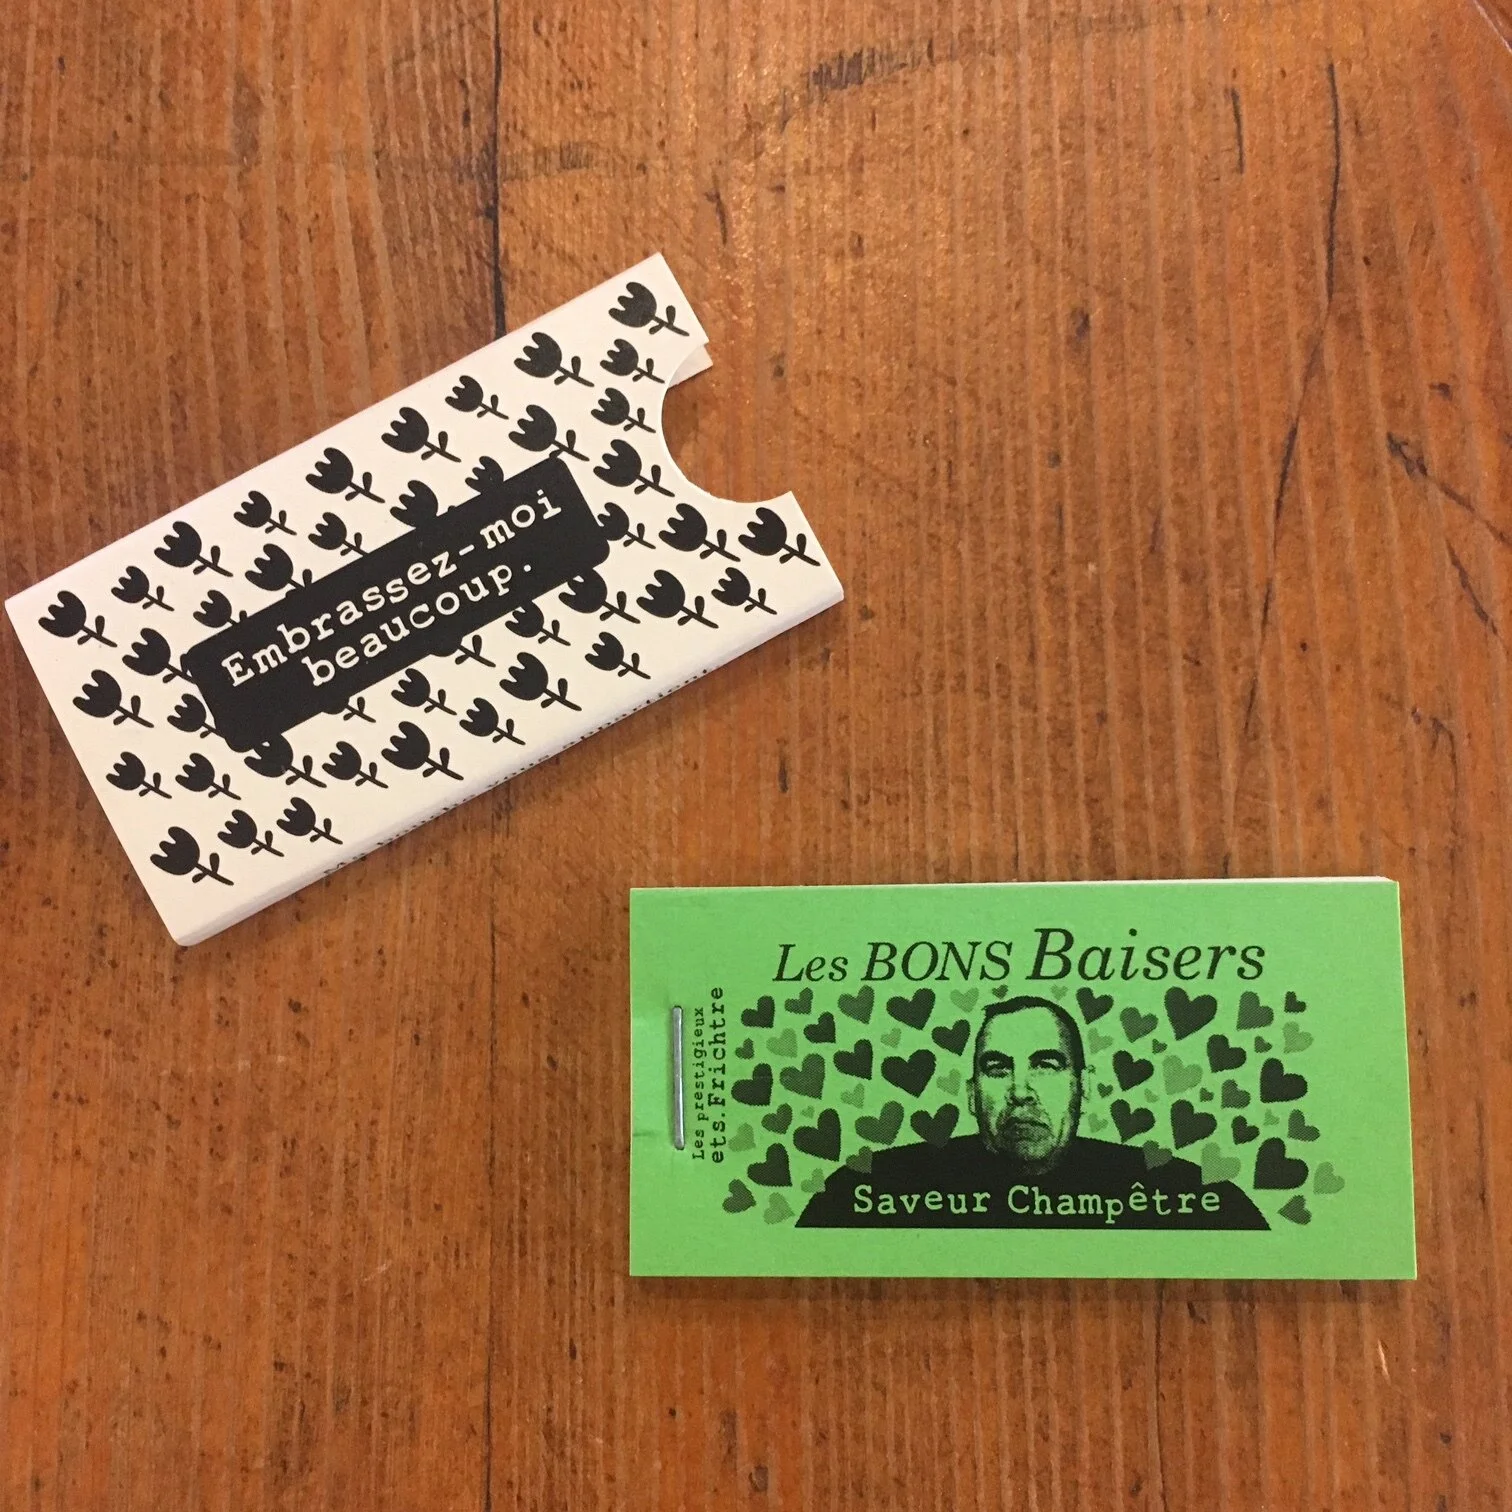 Embrassez-moi
beaucoup.
Les BONS Baisers
Les prestigieux
ets.Frichtre
Saveur Champêtre